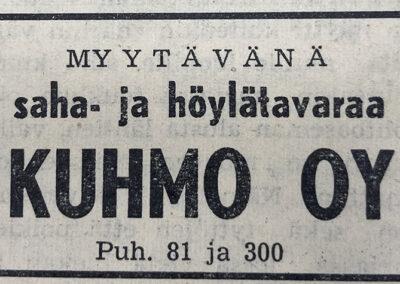 MYYTÄVÄNÄ
saha- ja höylätavaraa
KUHMO OY
Puh. 81 ja 300